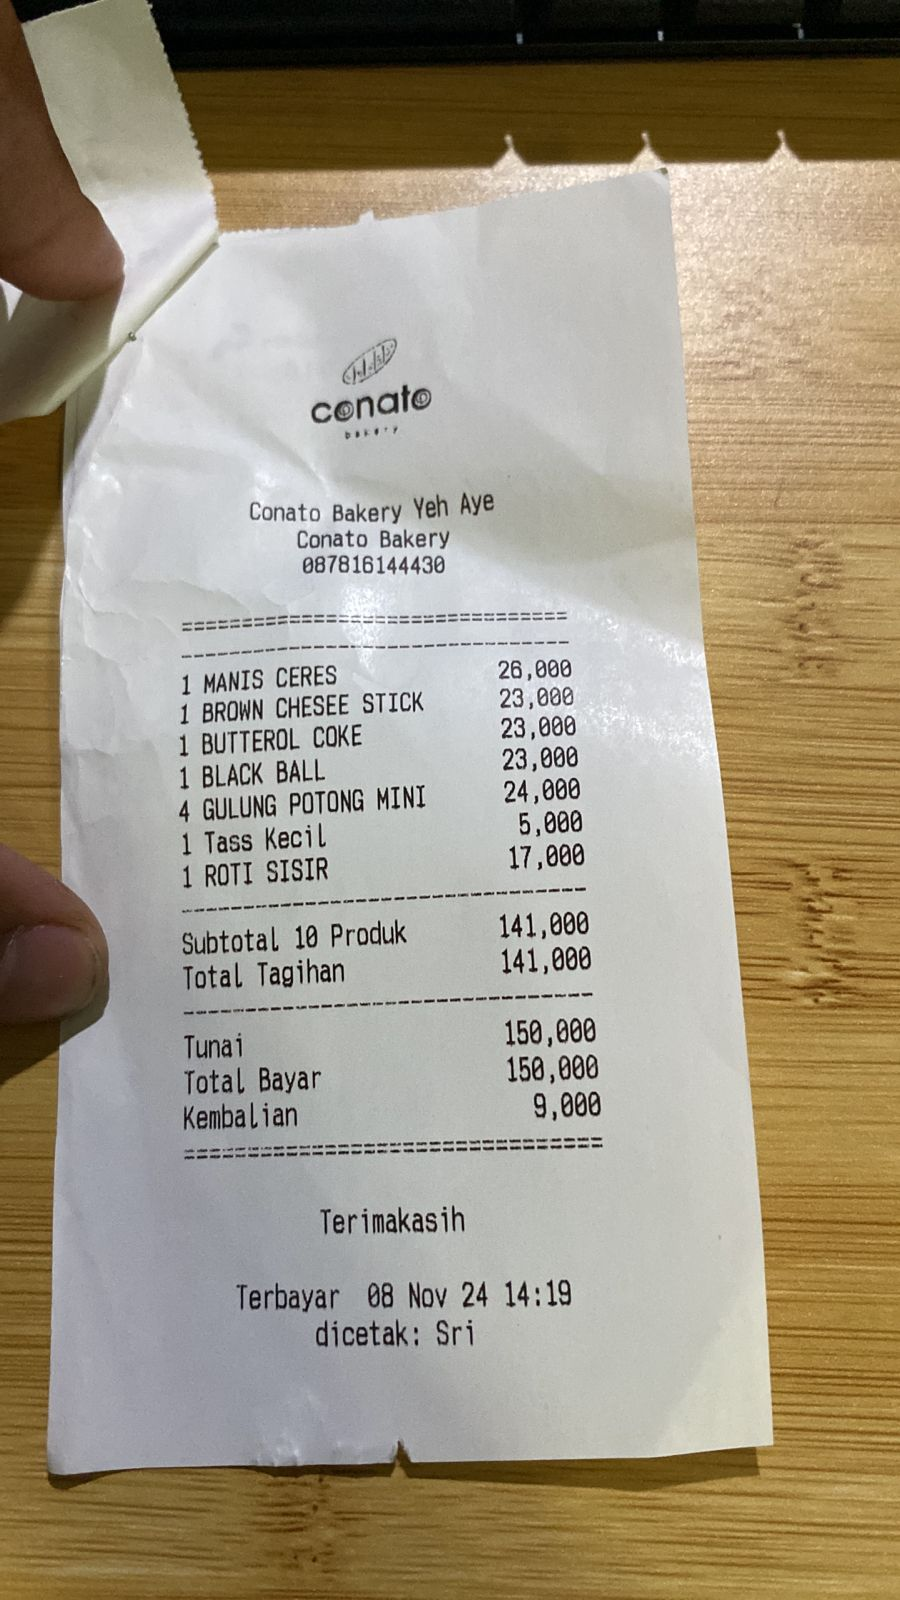 conato
bakery
Conato Bakery Yeh Aye
Conato Bakery
087816144430
================================
--------------------------------
1 MANIS CERES 26,000
1 BROWN CHESEE STICK 23,000
1 BUTTEROL COKE 23,000
1 BLACK BALL 23,000
4 GULUNG POTONG MINI 24,000
1 Tass Kecil 5,000
1 ROTI SISIR 17,000
--------------------------------
Subtotal 10 Produk 141,000
Total Tagihan 141,000
--------------------------------
Tunai 150,000
Total Bayar 150,000
Kembalian 9,000
================================
Terimakasih
Terbayar 08 Nov 24 14:19
dicetak: Sri